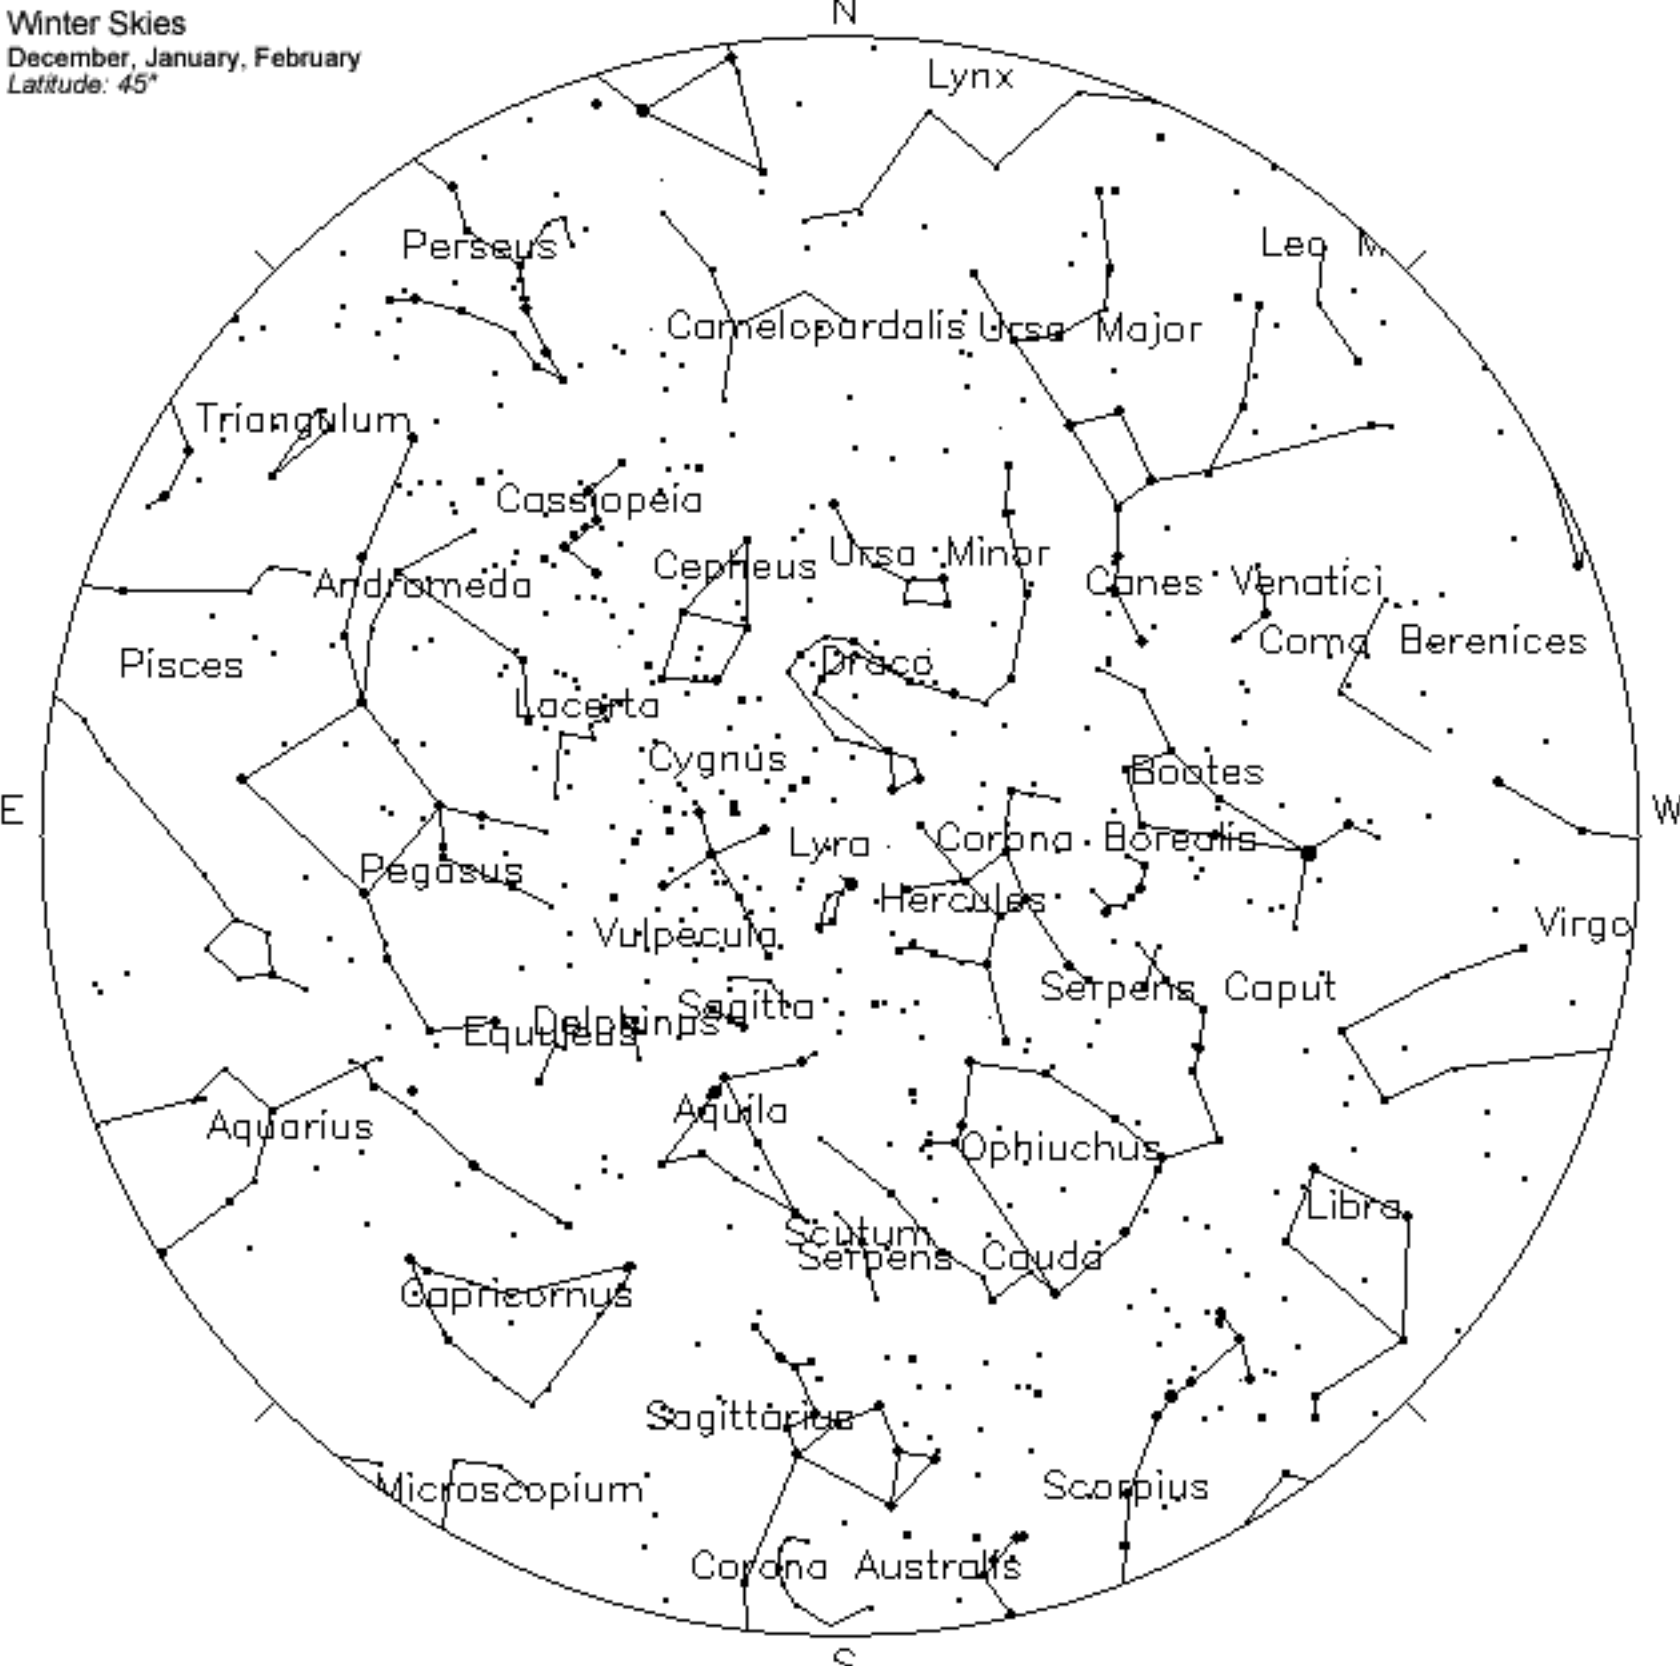 N
Winter Skies
December, January, February
Latitude: 45°
Lynx
Perseus
Leo M
Camelopardalis
Ursa Major
Triangulum
Cassiopeia
Cepheus
Ursa Minor
Andromeda
Canes Venatici
Coma Berenices
Pisces
Draco
Lacerta
Cygnus
Bootes
E
W
Lyra
Corona Borealis
Pegasus
Hercules
Vulpecula
Virgo
Serpens Caput
Sagitta
Delphinus
Equuleus
Aquila
Aquarius
Ophiuchus
Libra
Scutum
Serpens Cauda
Capricornus
Sagittarius
Microscopium
Scorpius
Corona Australis
S